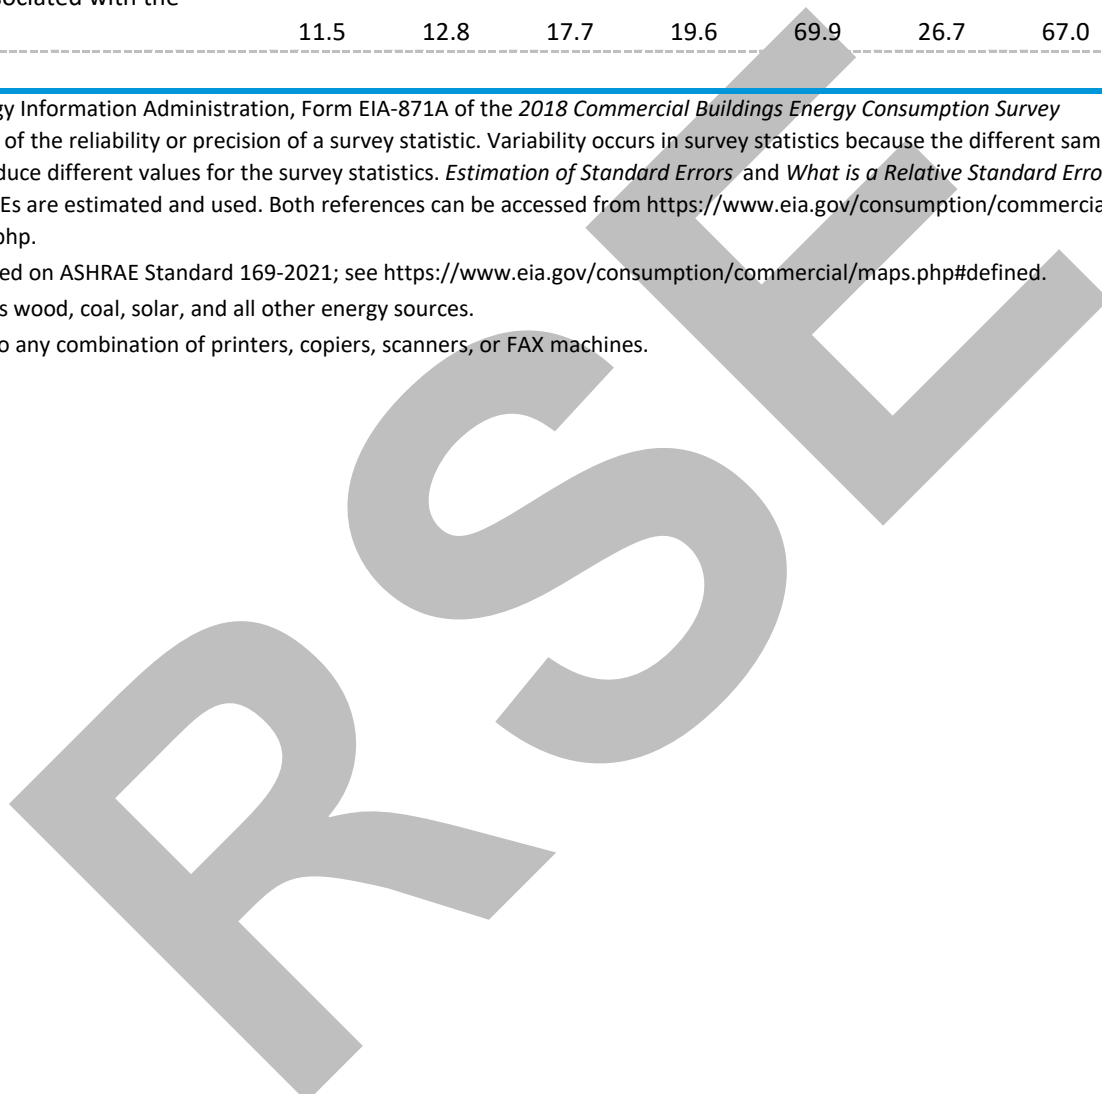 sociated with the
11.5 12.8 17.7 19.6 69.9 26.7 67.0
gy Information Administration, Form EIA-871A of the 2018 Commercial Buildings Energy Consumption Survey
of the reliability or precision of a survey statistic. Variability occurs in survey statistics because the different sam
duce different values for the survey statistics. Estimation of Standard Errors and What is a Relative Standard Erro
Es are estimated and used. Both references can be accessed from https://www.eia.gov/consumption/commercia
php.
ed on ASHRAE Standard 169-2021; see https://www.eia.gov/consumption/commercial/maps.php#defined.
s wood, coal, solar, and all other energy sources.
o any combination of printers, copiers, scanners, or FAX machines.
RSE